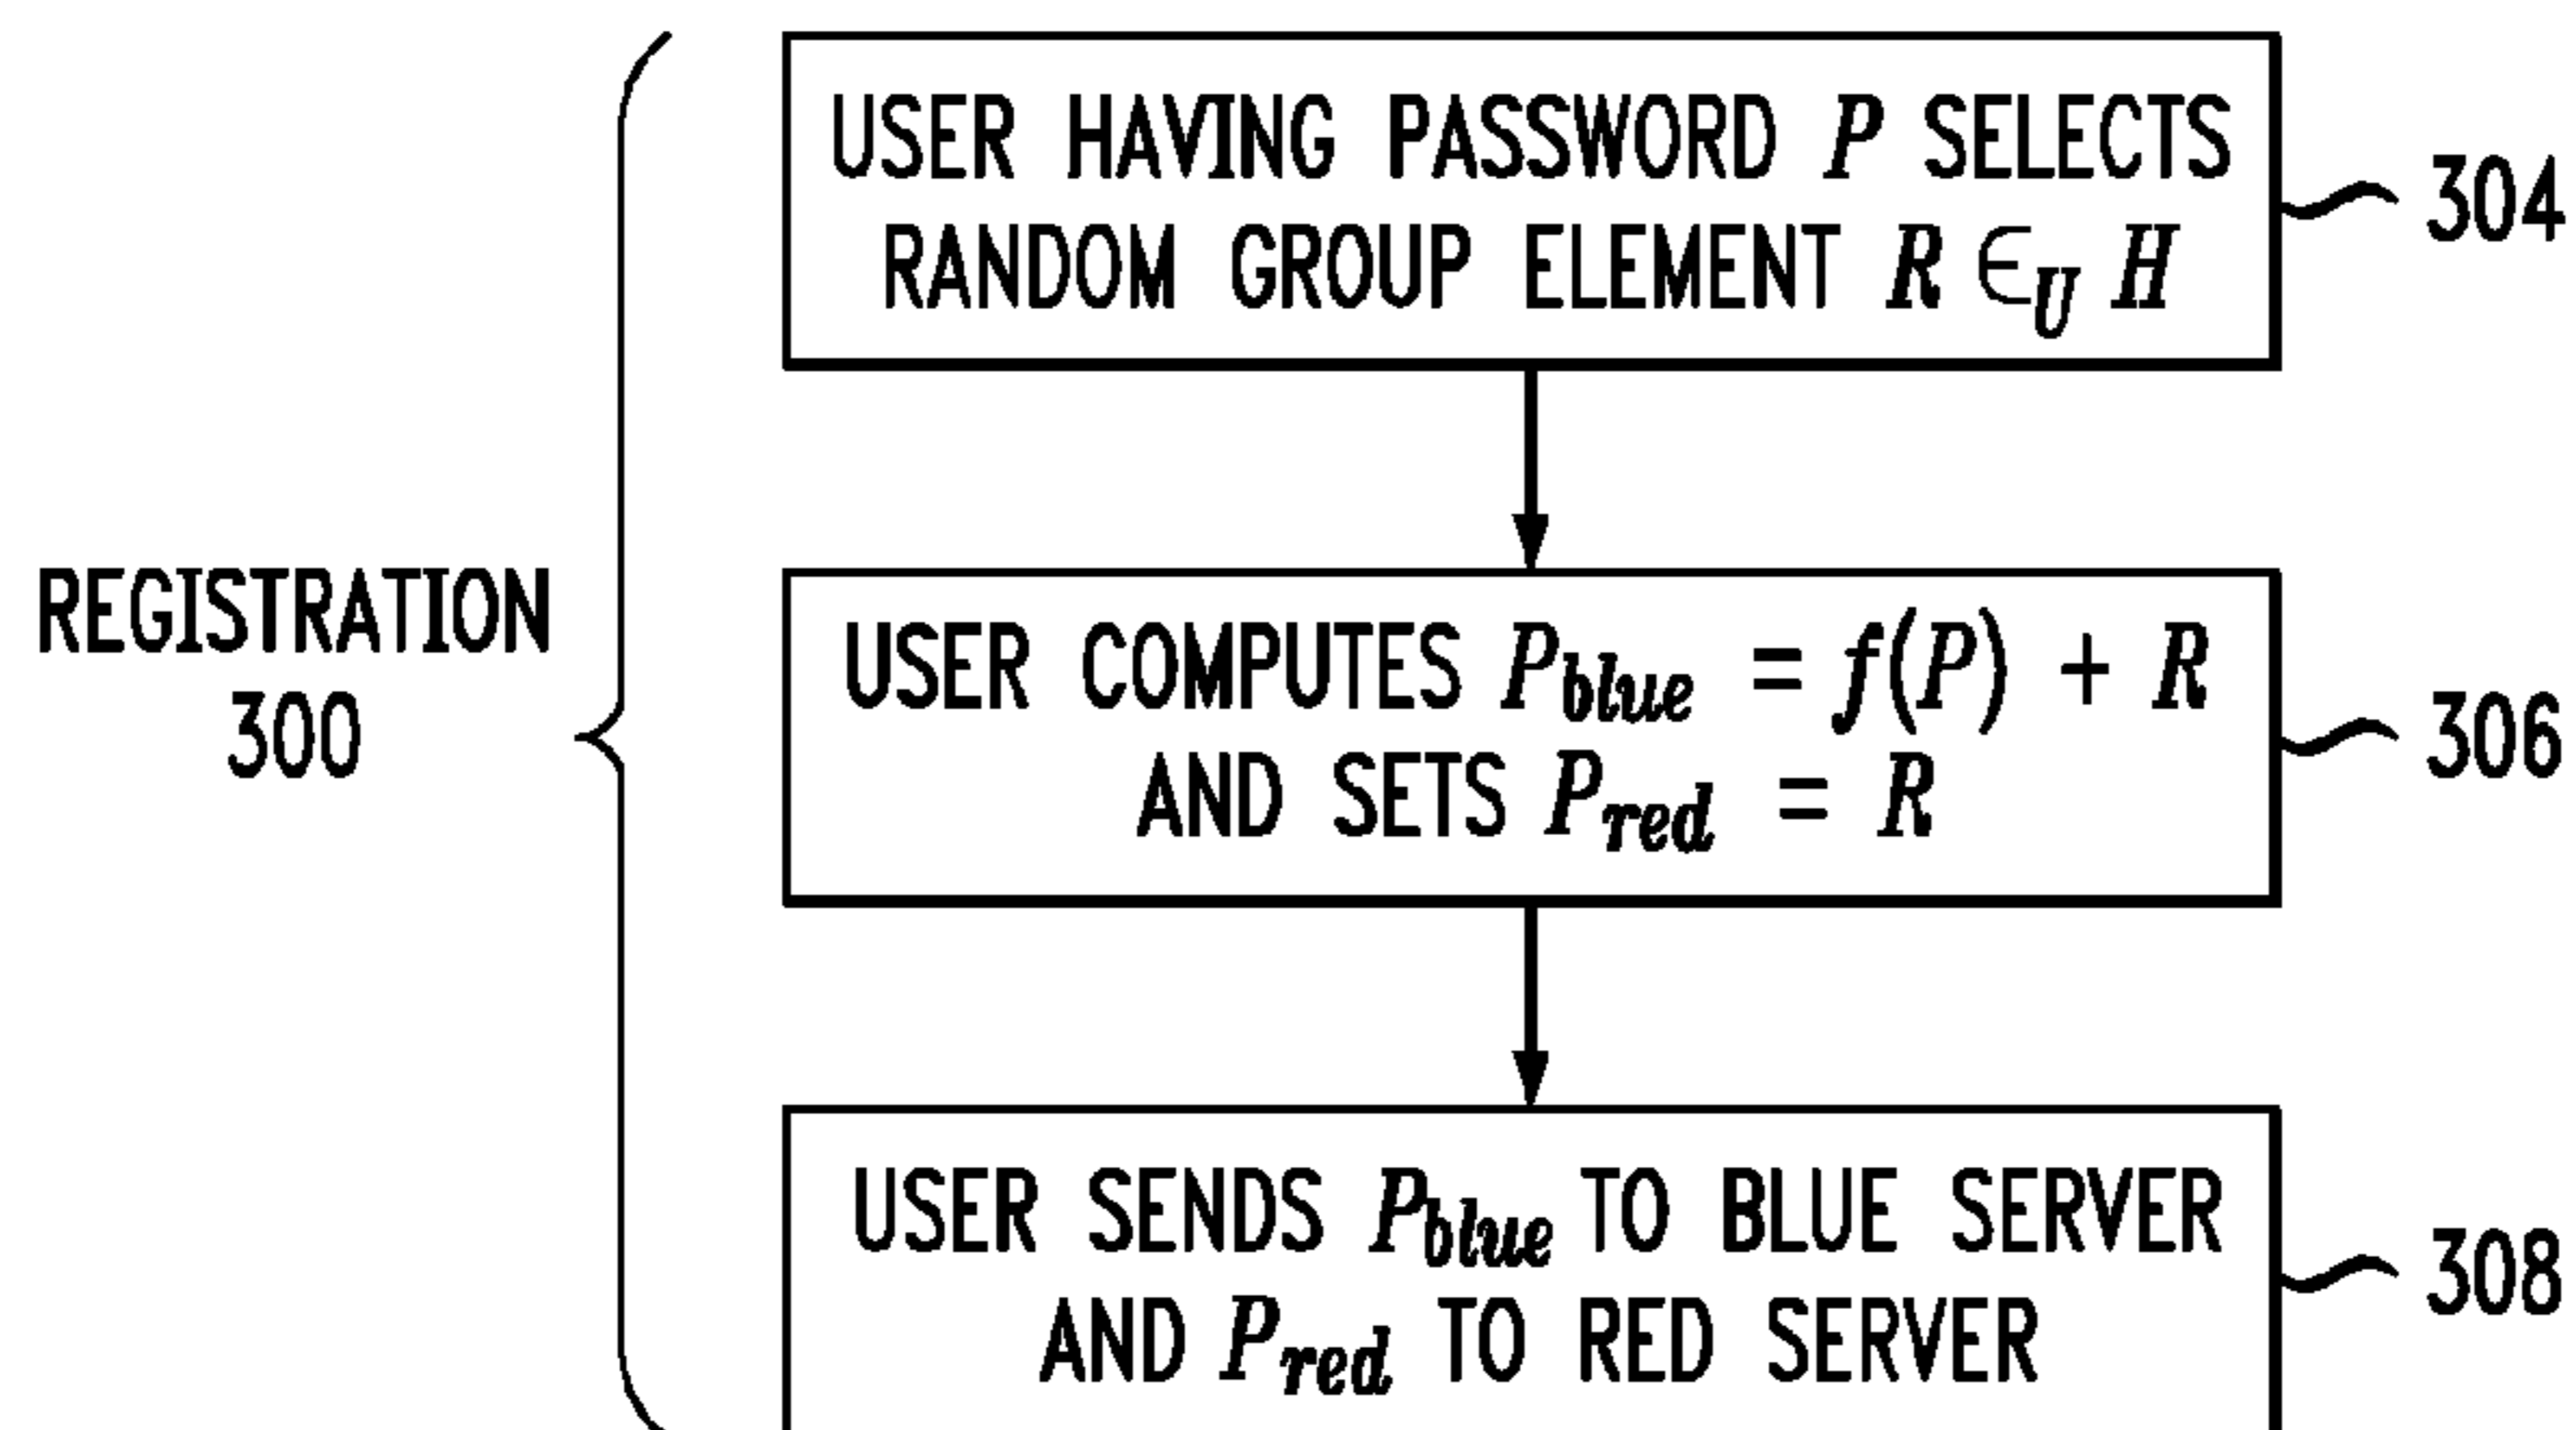 USER HAVING PASSWORD P SELECTS
RANDOM GROUP ELEMENT R ∈U H
304
REGISTRATION
300
USER COMPUTES Pblue = f(P) + R
AND SETS Pred = R
306
USER SENDS Pblue TO BLUE SERVER
AND Pred TO RED SERVER
308